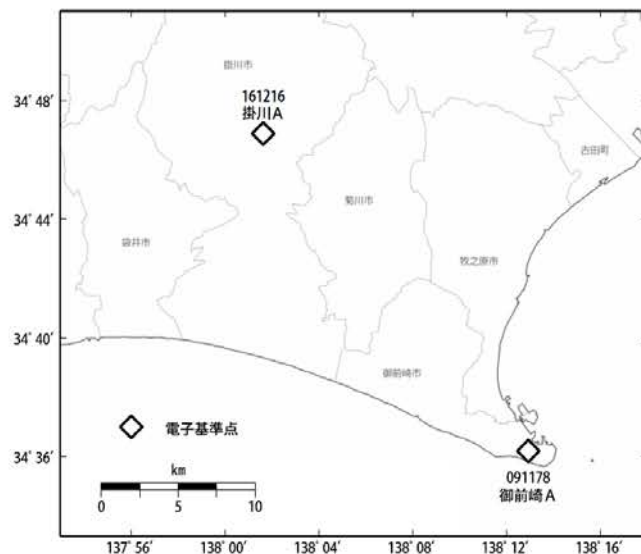 掛川市
34° 48'
161216
掛川A
吉田町
34° 44'
菊川市
袋井市
牧之原市
34° 40'
御前崎市
電子基準点
34° 36'
km
091178
御前崎A
0 5 10
137° 56' 138° 00' 138° 04' 138° 08' 138° 12' 138° 16'